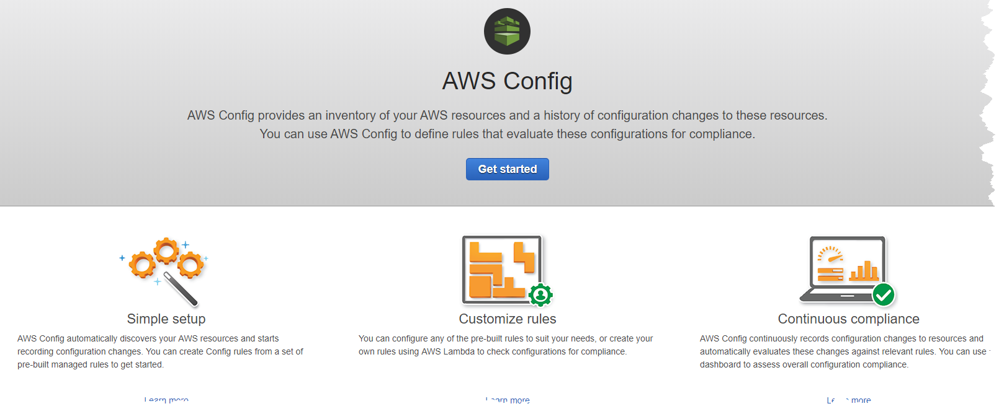 AWS Config
AWS Config provides an inventory of your AWS resources and a history of configuration changes to these resources.
You can use AWS Config to define rules that evaluate these configurations for compliance.
Get started
Simple setup
AWS Config automatically discovers your AWS resources and starts
recording configuration changes. You can create Config rules from a set of
pre-built managed rules to get started.
Learn more
Customize rules
You can configure any of the pre-built rules to suit your needs, or create your
own rules using AWS Lambda to check configurations for compliance.
Learn more
Continuous compliance
AWS Config continuously records configuration changes to resources and
automatically evaluates these changes against relevant rules. You can use
dashboard to assess overall configuration compliance.
more